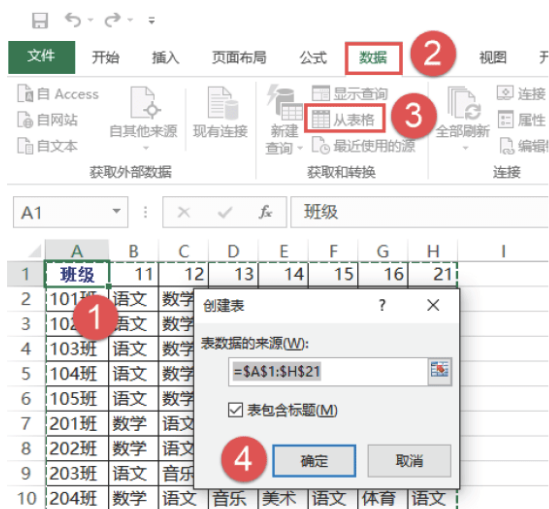 文件 开始 插入 页面布局 公式 数据 2 视图
自 Access 显示查询 连接
自网站 自其他来源 现有连接 新建查询 从表格 3 全部刷新 属性
自文本 最近使用的源
获取外部数据 获取和转换 连接
A1 fx 班级
A B C D E F G H I
1 班级 11 12 13 14 15 16 21
2 101班 语文 数学 创建表 ? ×
3 1 语文 数学
4 103班 语文 数学 表数据的来源(W):
5 104班 语文 数学 =$A$1:$H$21
6 105班 语文 数学
7 201班 数学 语文 表包含标题(M)
8 202班 数学 语文
9 203班 语文 音乐 4 确定 取消
10 204班 数学 语文 音乐 美术 语文 体育 语文